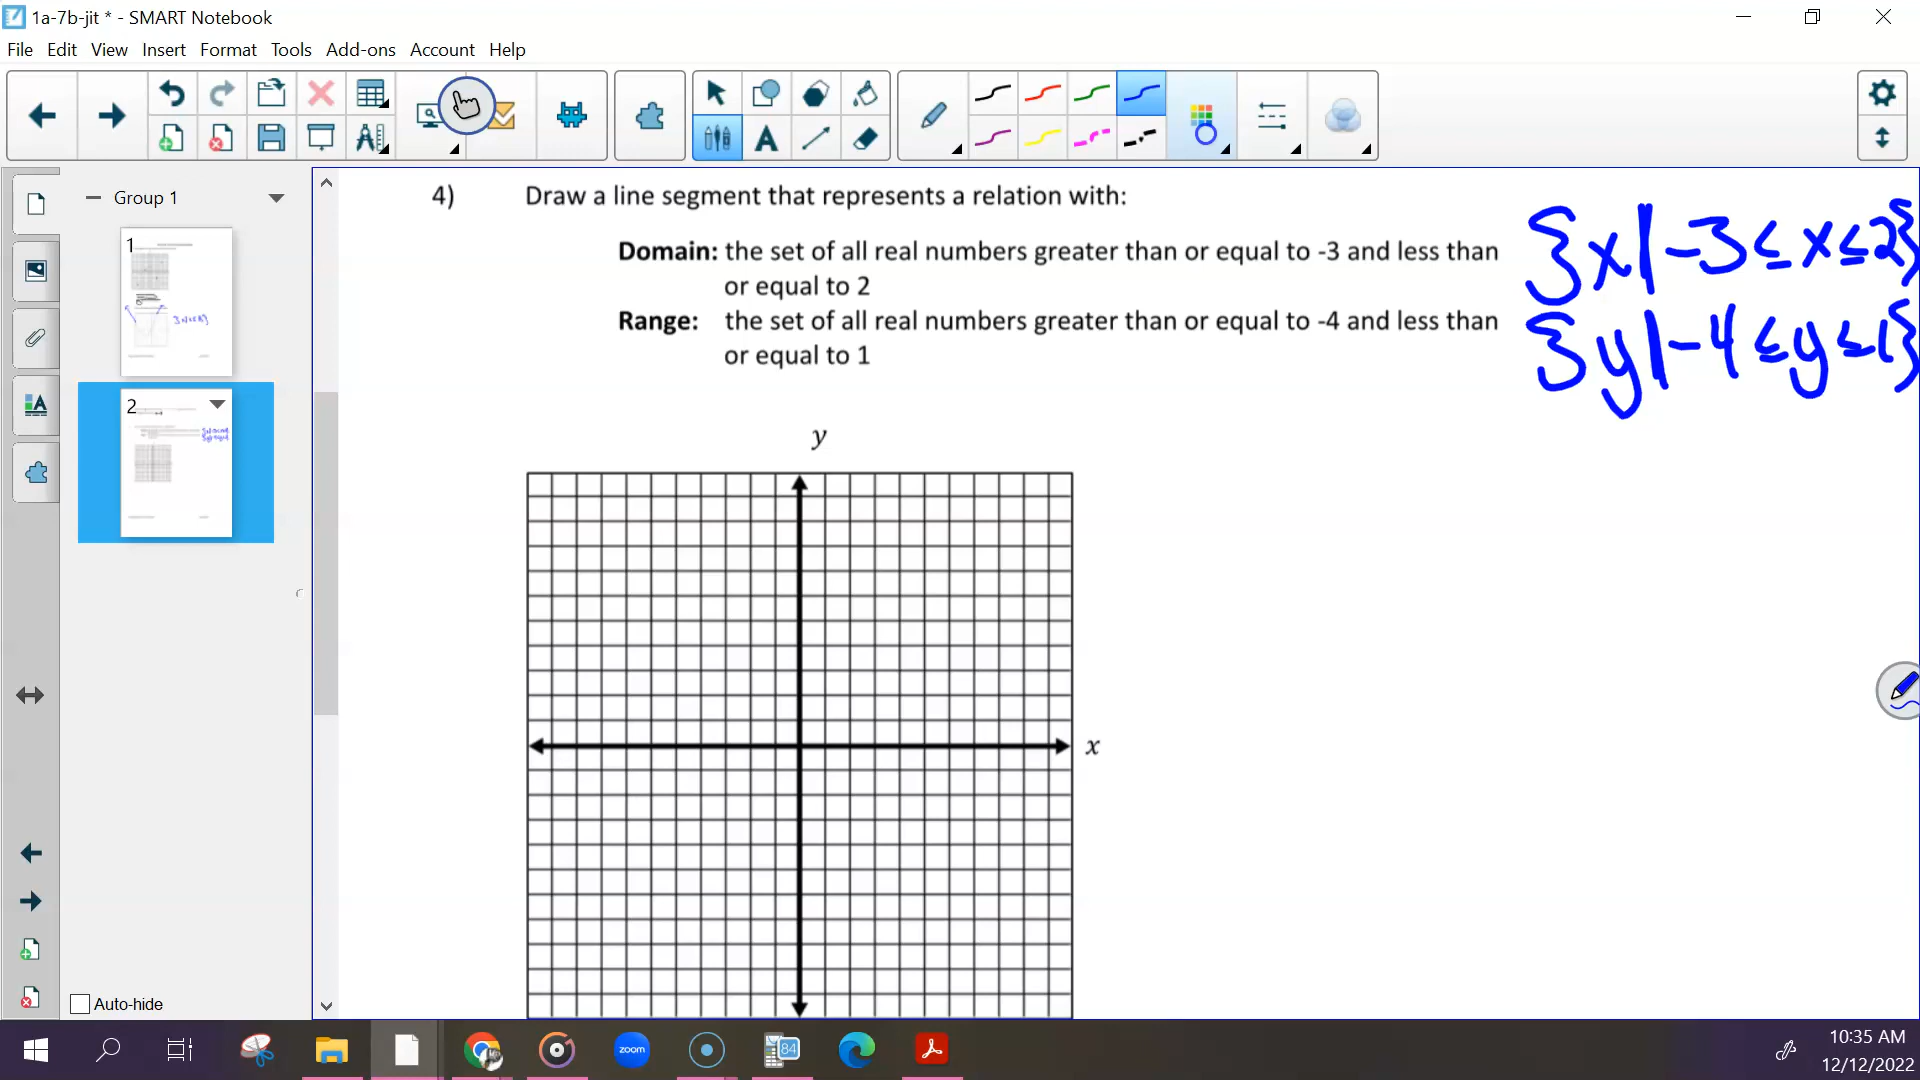 1a-7b-jit * - SMART Notebook
File Edit View Insert Format Tools Add-ons Account Help
Group 1
1
2
Auto-hide
4) Draw a line segment that represents a relation with:
Domain: the set of all real numbers greater than or equal to -3 and less than
or equal to 2
Range: the set of all real numbers greater than or equal to -4 and less than
or equal to 1
{x|-3≤x≤2}
{y|-4≤y≤1}
y
x
zoom
84
10:35 AM
12/12/2022